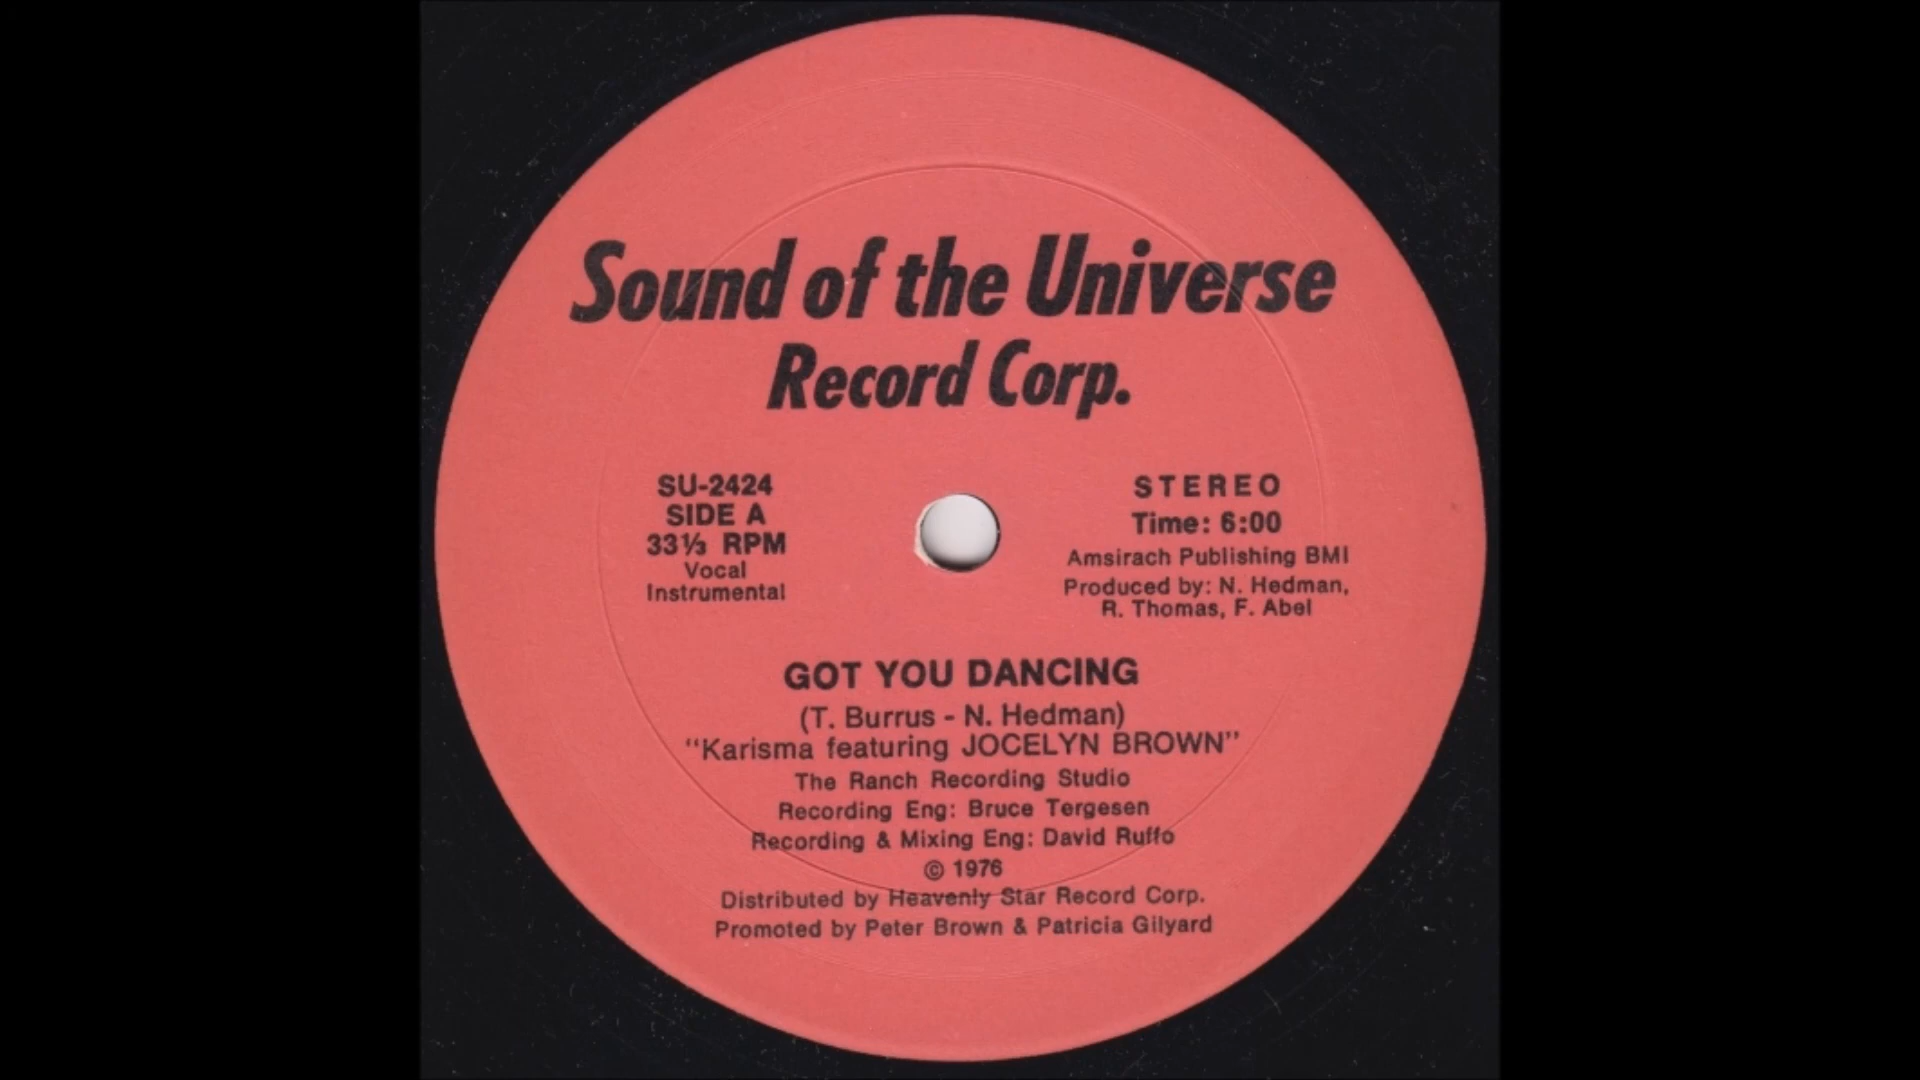 Sound of the Universe
Record Corp.
SU-2424
SIDE A
33⅓ RPM
Vocal
Instrumental
STEREO
Time: 6:00
Amsirach Publishing BMI
Produced by: N. Hedman,
R. Thomas, F. Abel
GOT YOU DANCING
(T. Burrus - N. Hedman)
"Karisma featuring JOCELYN BROWN"
The Ranch Recording Studio
Recording Eng: Bruce Tergesen
Recording & Mixing Eng: David Ruffo
© 1976
Distributed by Heavenly Star Record Corp.
Promoted by Peter Brown & Patricia Gilyard